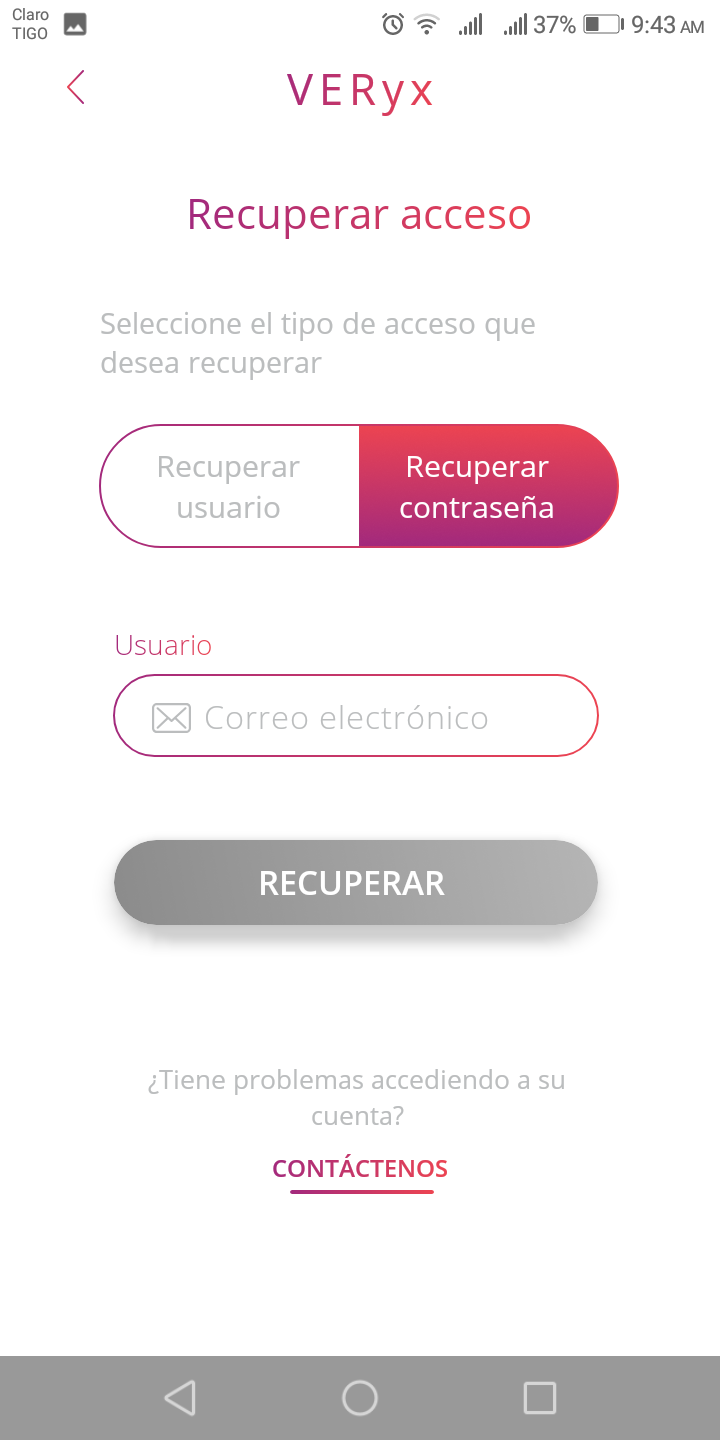 Claro
TIGO
37%
9:43 AM
VERyx
Recuperar acceso
Seleccione el tipo de acceso que
desea recuperar
Recuperar
usuario
Recuperar
contraseña
Usuario
Correo electrónico
RECUPERAR
¿Tiene problemas accediendo a su
cuenta?
CONTÁCTENOS